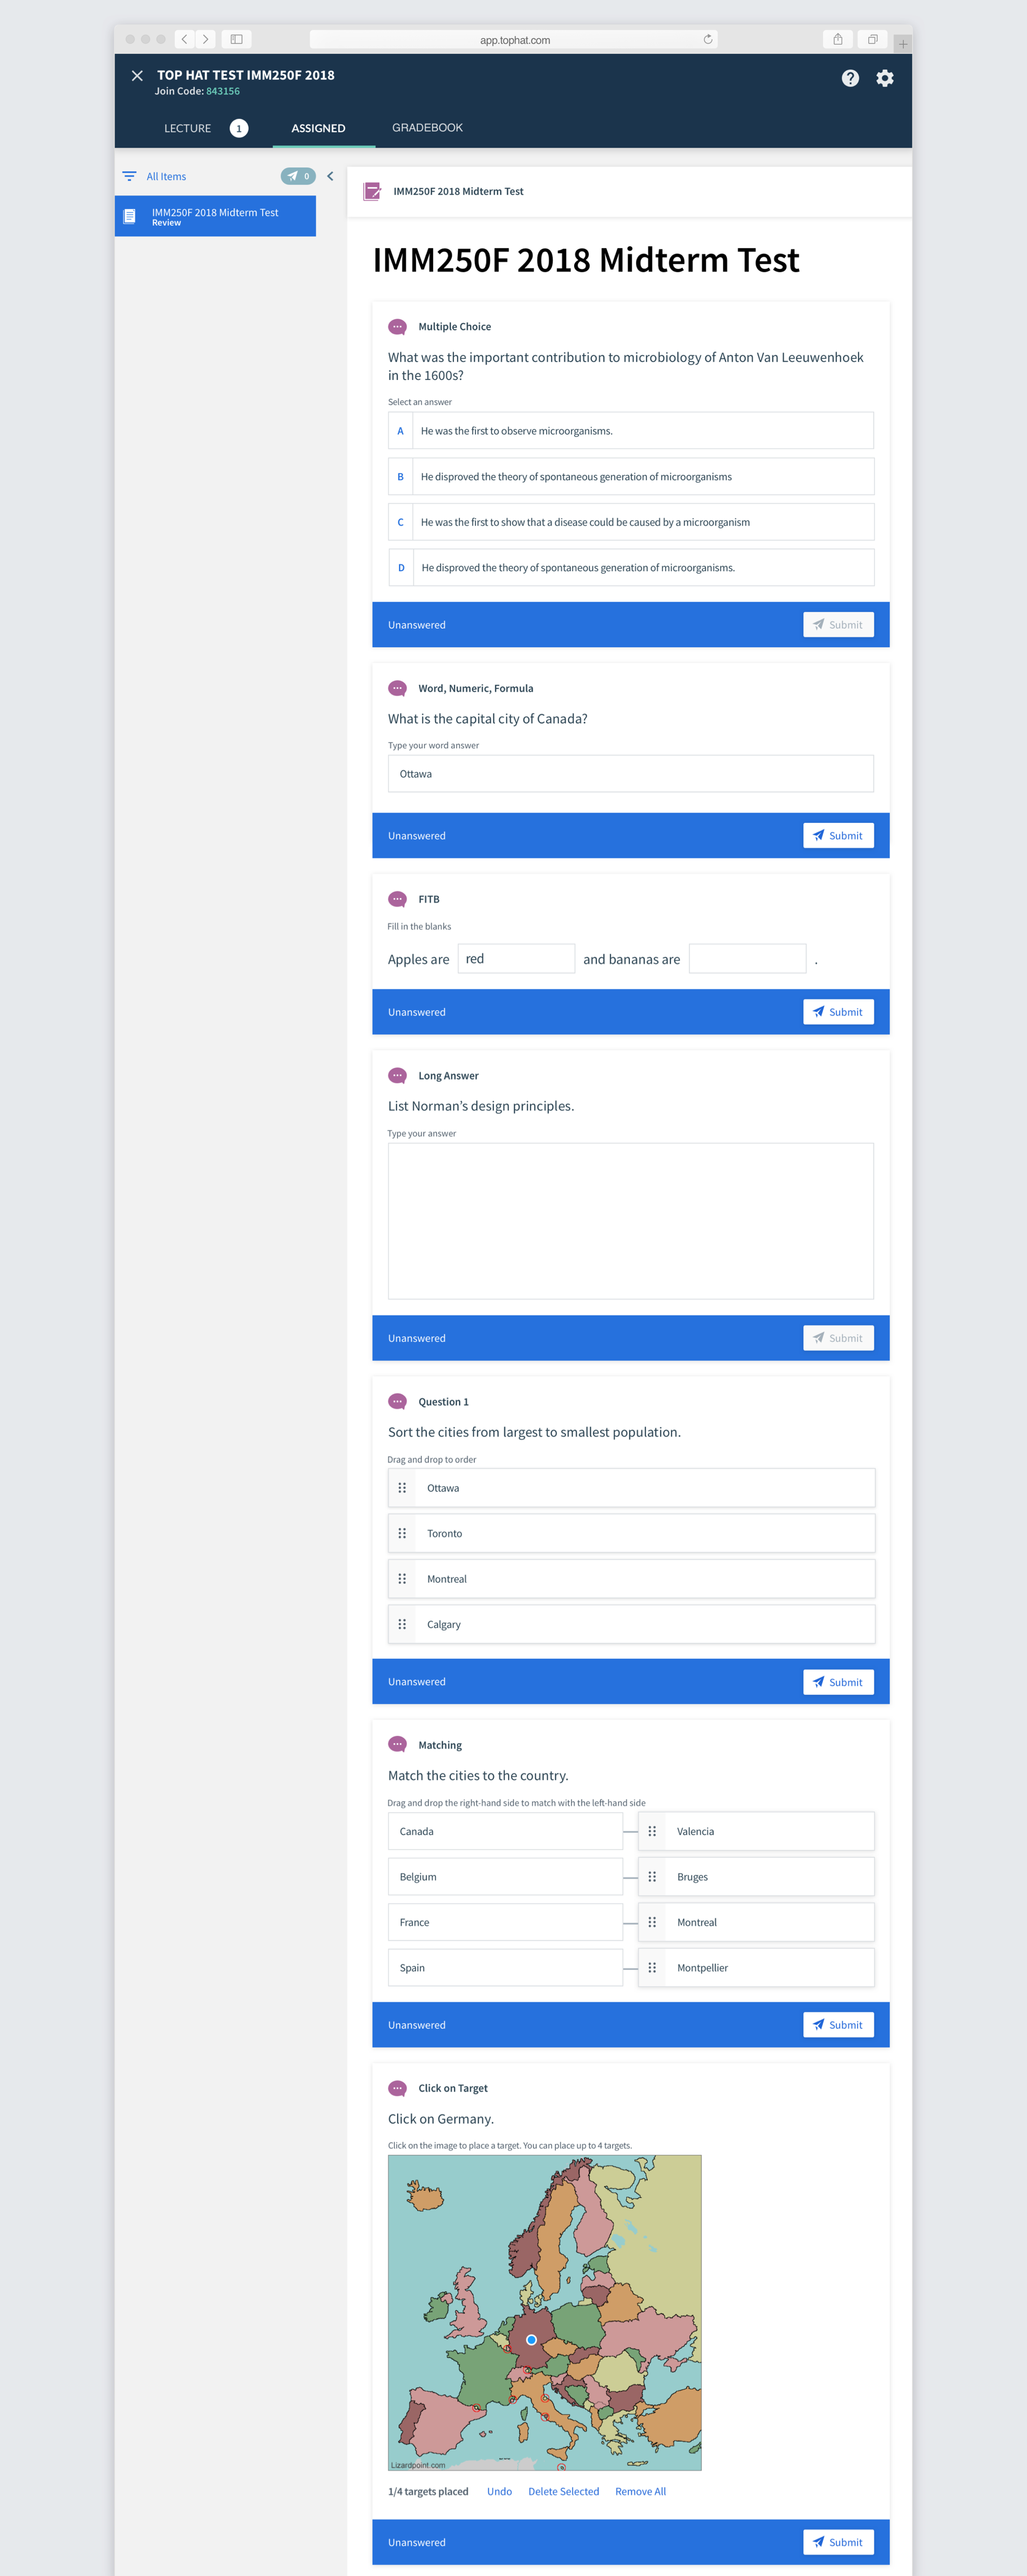 app.tophat.com
TOP HAT TEST IMM250F 2018
Join Code: 843156
LECTURE 1 ASSIGNED GRADEBOOK
All Items 0
IMM250F 2018 Midterm Test
Review
IMM250F 2018 Midterm Test
IMM250F 2018 Midterm Test
Multiple Choice
What was the important contribution to microbiology of Anton Van Leeuwenhoek
in the 1600s?
Select an answer
A He was the first to observe microorganisms.
B He disproved the theory of spontaneous generation of microorganisms
C He was the first to show that a disease could be caused by a microorganism
D He disproved the theory of spontaneous generation of microorganisms.
Unanswered Submit
Word, Numeric, Formula
What is the capital city of Canada?
Type your word answer
Ottawa
Unanswered Submit
FITB
Fill in the blanks
Apples are red and bananas are .
Unanswered Submit
Long Answer
List Norman’s design principles.
Type your answer
Unanswered Submit
Question 1
Sort the cities from largest to smallest population.
Drag and drop to order
Ottawa
Toronto
Montreal
Calgary
Unanswered Submit
Matching
Match the cities to the country.
Drag and drop the right-hand side to match with the left-hand side
Canada Valencia
Belgium Bruges
France Montreal
Spain Montpellier
Unanswered Submit
Click on Target
Click on Germany.
Click on the image to place a target. You can place up to 4 targets.
Lizardpoint.com
1/4 targets placed Undo Delete Selected Remove All
Unanswered Submit